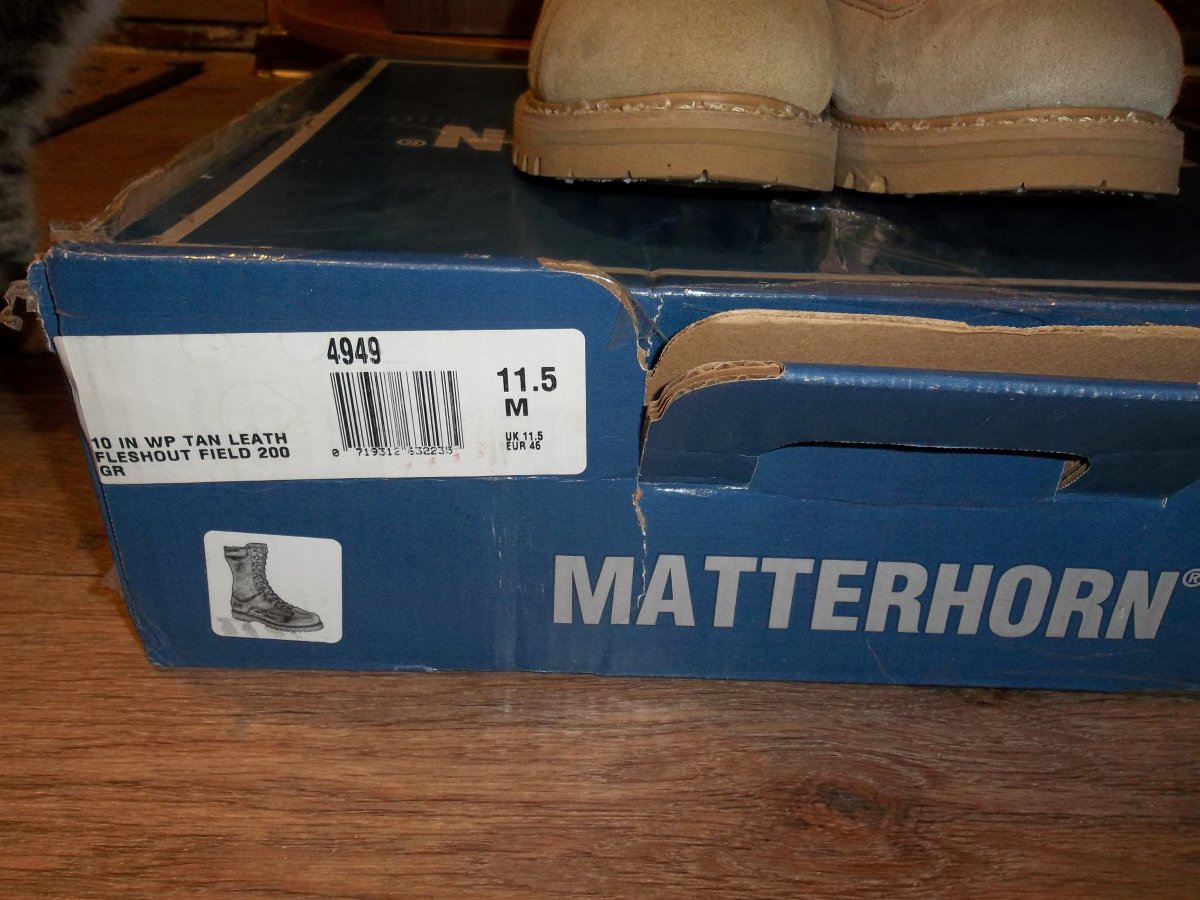 N®
4949
11.5
M
UK 11.5
EUR 46
10 IN WP TAN LEATH
FLESHOUT FIELD 200
GR
0 719312 632235
MATTERHORN®